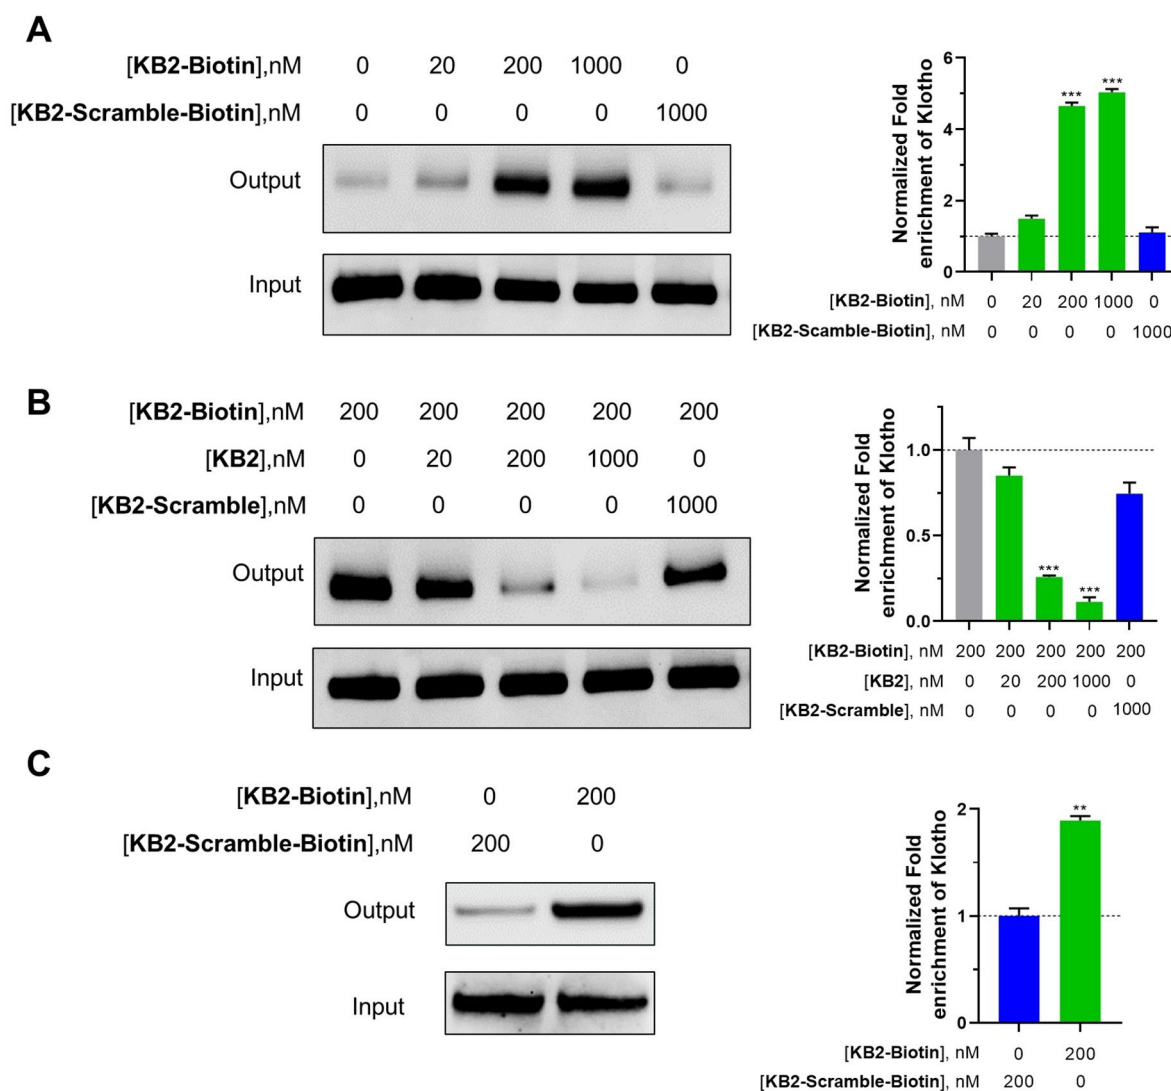 A
[KB2-Biotin],nM 0 20 200 1000 0
[KB2-Scramble-Biotin],nM 0 0 0 0 1000
Output
Input
Normalized Fold
enrichment of Klotho
6
4
2
0
*** ***
[KB2-Biotin], nM 0 20 200 1000 0
[KB2-Scamble-Biotin], nM 0 0 0 0 1000
B
[KB2-Biotin],nM 200 200 200 200 200
[KB2],nM 0 20 200 1000 0
[KB2-Scramble],nM 0 0 0 0 1000
Output
Input
Normalized Fold
enrichment of Klotho
1.0
0.5
0.0
*** ***
[KB2-Biotin], nM 200 200 200 200 200
[KB2], nM 0 20 200 1000 0
[KB2-Scramble], nM 0 0 0 0 1000
C
[KB2-Biotin],nM 0 200
[KB2-Scramble-Biotin],nM 200 0
Output
Input
Normalized Fold
enrichment of Klotho
2
1
0
**
[KB2-Biotin], nM 0 200
[KB2-Scramble-Biotin], nM 200 0